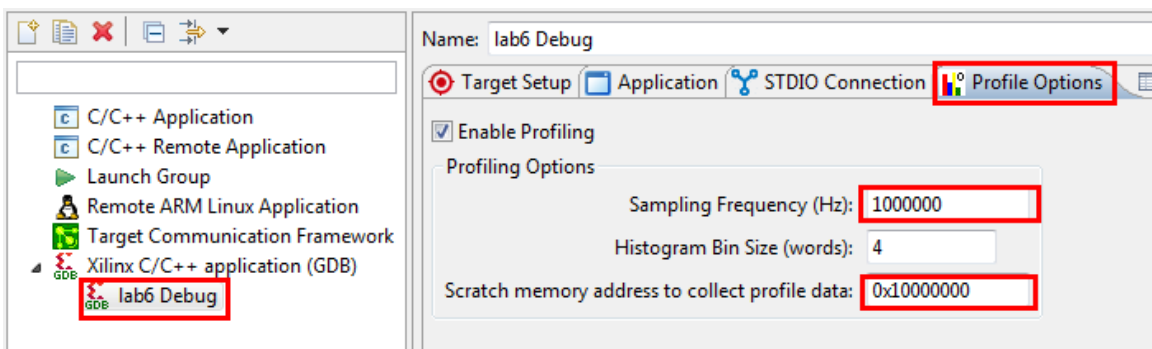 C/C++ Application
C/C++ Remote Application
Launch Group
Remote ARM Linux Application
Target Communication Framework
Xilinx C/C++ application (GDB)
GDB
GDB lab6 Debug
Name: lab6 Debug
Target Setup Application STDIO Connection Profile Options
Enable Profiling
Profiling Options
Sampling Frequency (Hz): 1000000
Histogram Bin Size (words): 4
Scratch memory address to collect profile data: 0x10000000